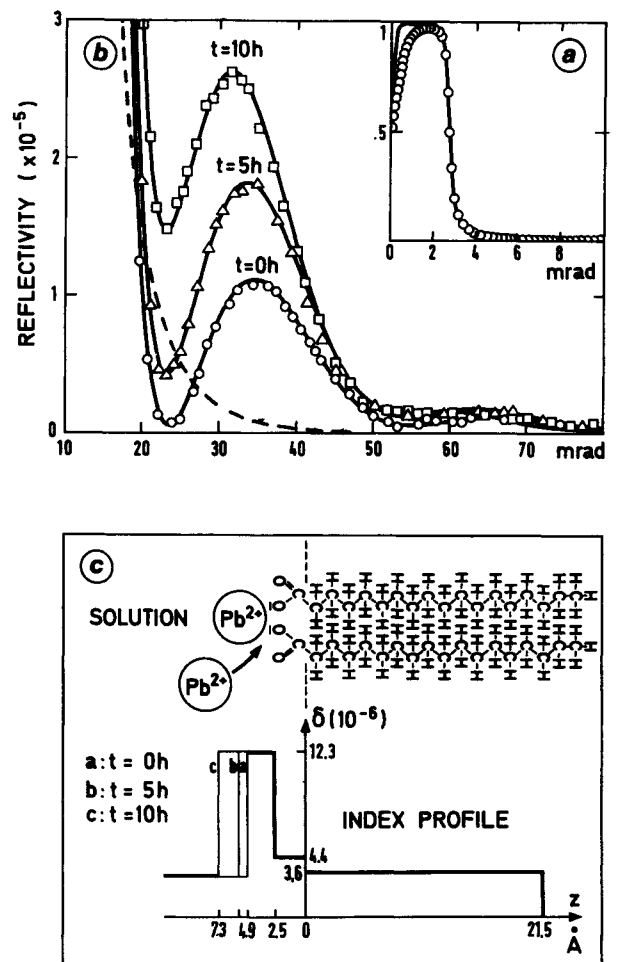 3
b
t=10h
1
a
.5
2
t=5h
t=0h
1
0
0 2 4 6 8
mrad
REFLECTIVITY (×10⁻⁵)
10 20 30 40 50 60 70 mrad
c
SOLUTION
Pb²⁺
Pb²⁺
δ(10⁻⁶)
a: t = 0h
b: t = 5h
c: t = 10h
c b a
12.3
INDEX PROFILE
4.4
3,6
7.3 4.9 2.5 0 21.5
z
Å